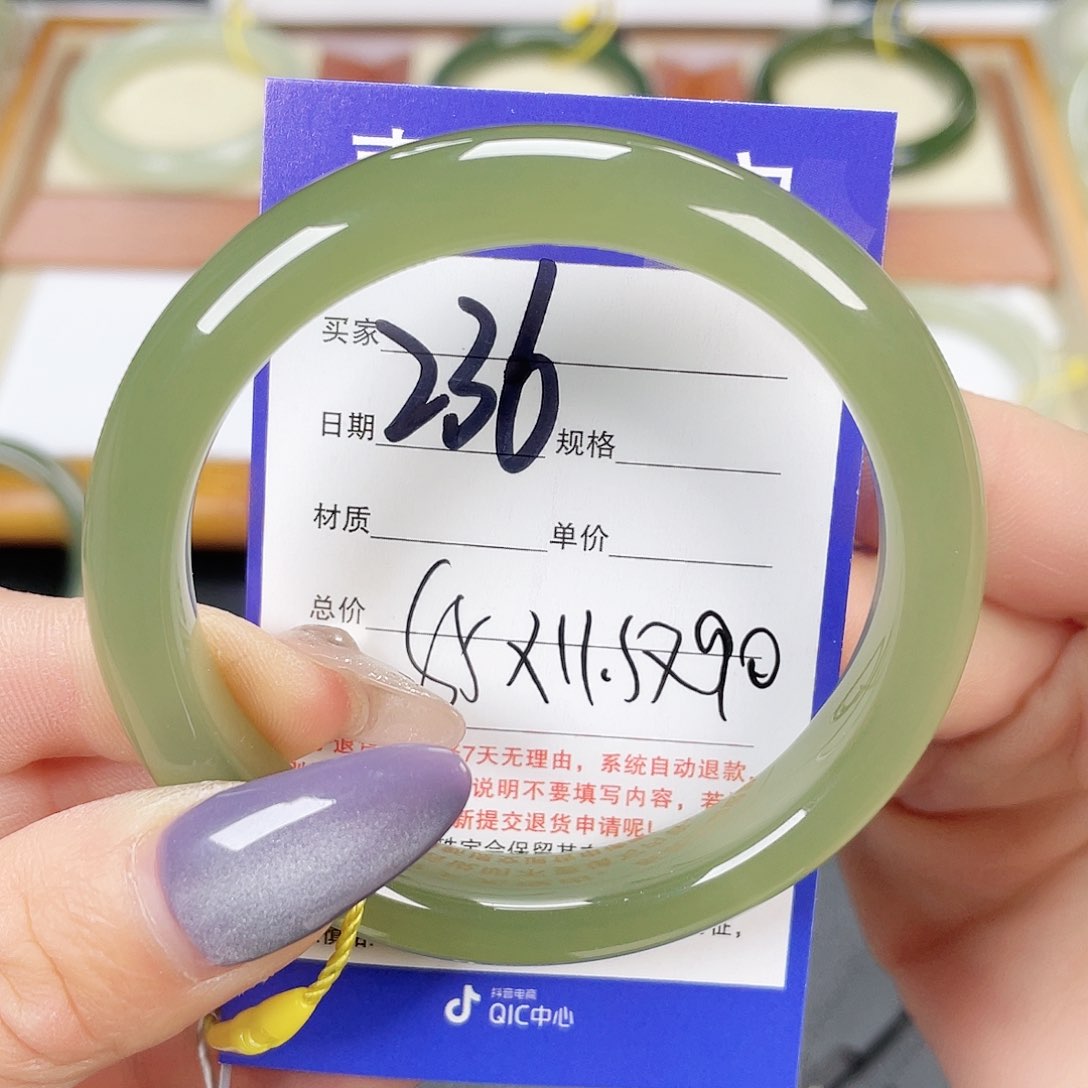 买家 236
日期 规格
材质 单价
总价
65X11.5X90
7天无理由，系统自动退款，
说明不要填写内容，若
新提交退货申请呢！
抖音电商
QIC中心